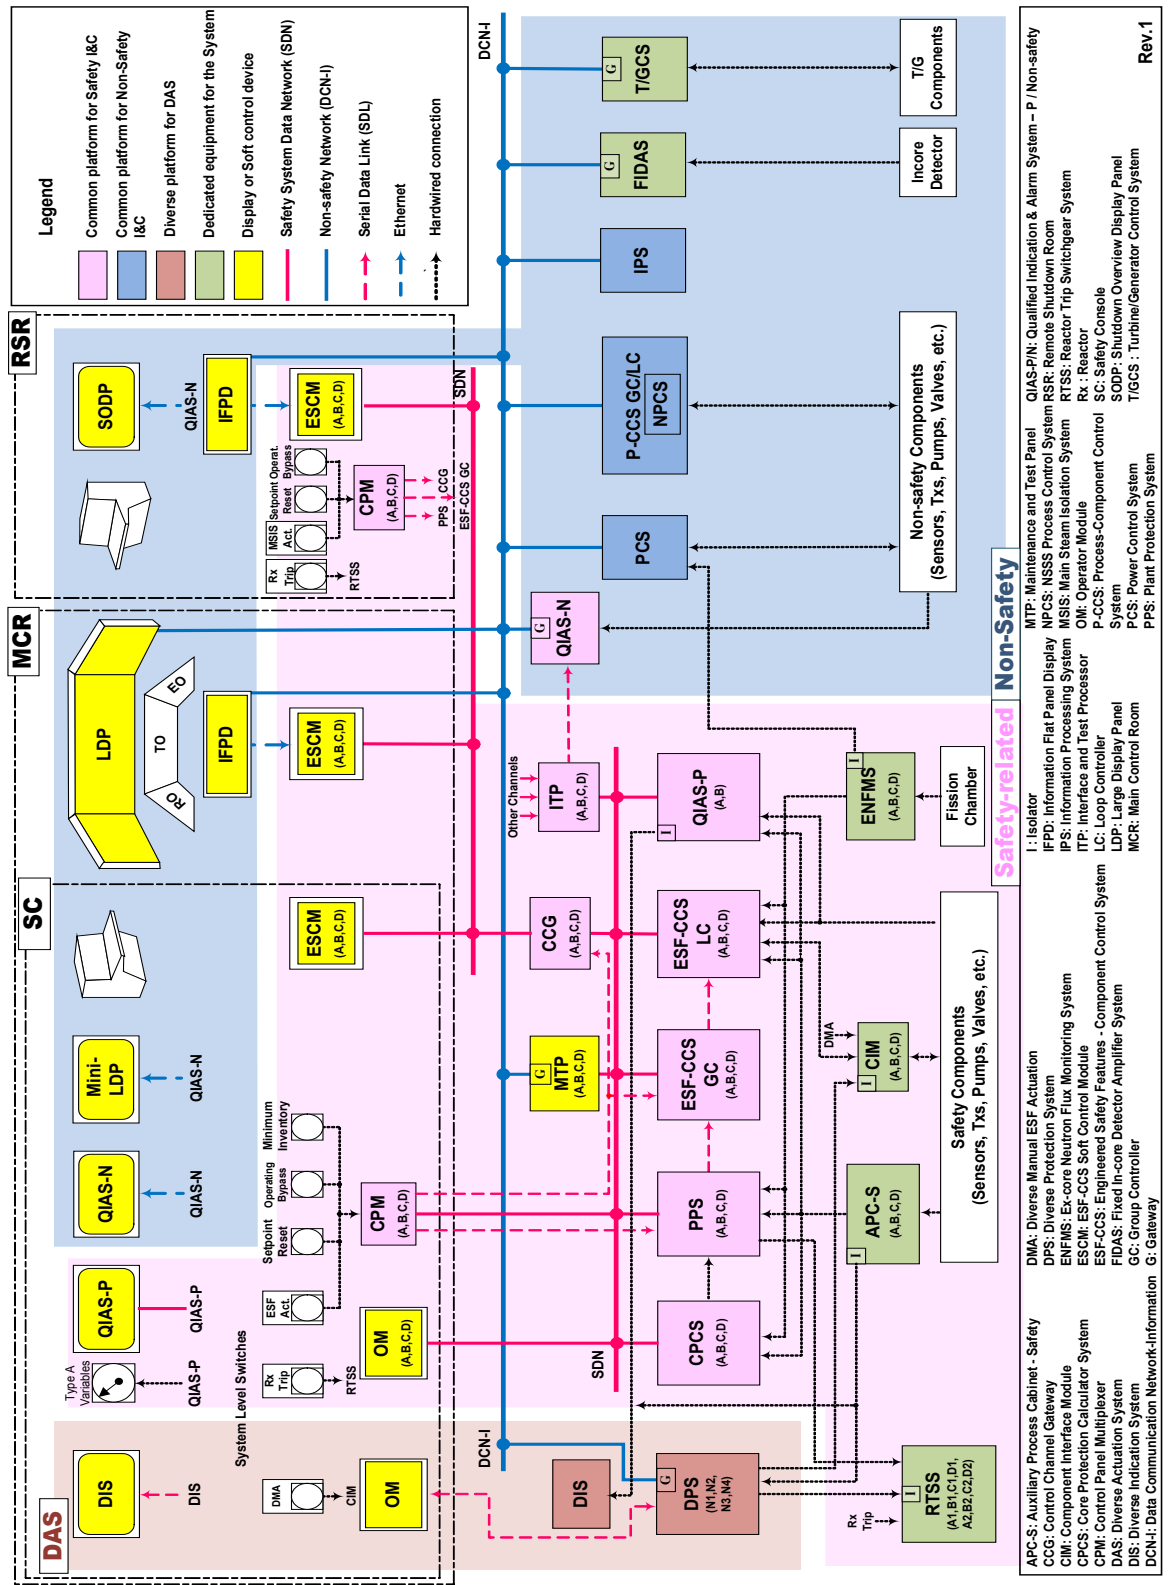 DAS
DIS
DIS
DMA
CIM
OM
SC
Type A
Variables
QIAS-P
QIAS-P
QIAS-P
QIAS-N
QIAS-N
Mini-
LDP
QIAS-N
System Level Switches
Rx
Trip
RTSS
ESF
Act.
Setpoint
Reset
Operating
Bypass
Minimum
Inventory
OM
(A,B,C,D)
CPM
(A,B,C,D)
ESCM
(A,B,C,D)
MCR
LDP
RO
TO
EO
IFPD
ESCM
(A,B,C,D)
RSR
SODP
QIAS-N
IFPD
ESCM
(A,B,C,D)
Rx
Trip
RTSS
MSIS
Act.
Setpoint
Reset
Operat.
Bypass
CPM
(A,B,C,D)
PPS
ESF-CCS GC
CCG
SDN
Legend
Common platform for Safety I&C
Common platform for Non-Safety
I&C
Diverse platform for DAS
Dedicated equipment for the System
Display or Soft control device
Safety System Data Network (SDN)
Non-safety Network (DCN-I)
Serial Data Link (SDL)
Ethernet
Hardwired connection
DCN-I
DCN-I
G
MTP
(A,B,C,D)
CCG
(A,B,C,D)
Other Channels
ITP
(A,B,C,D)
G
QIAS-N
SDN
DIS
G
DPS
(N1,N2,
N3,N4)
CPCS
(A,B,C,D)
PPS
(A,B,C,D)
ESF-CCS
GC
(A,B,C,D)
ESF-CCS
LC
(A,B,C,D)
I
QIAS-P
(A,B)
PCS
P-CCS GC/LC
NPCS
IPS
G
FIDAS
G
T/GCS
Rx
Trip
I
RTSS
(A1,B1,C1,D1,
A2,B2,C2,D2)
I
APC-S
(A,B,C,D)
DMA
I
CIM
(A,B,C,D)
I
ENFMS
(A,B,C,D)
Safety Components
(Sensors, Txs, Pumps, Valves, etc.)
Fission
Chamber
Non-safety Components
(Sensors, Txs, Pumps, Valves, etc.)
Incore
Detector
T/G
Components
Safety-related
Non-Safety
APC-S : Auxiliary Process Cabinet - Safety
CCG: Control Channel Gateway
CIM: Component Interface Module
CPCS: Core Protection Calculator System
CPM: Control Panel Multiplexer
DAS: Diverse Actuation System
DIS: Diverse Indication System
DCN-I: Data Communication Network-Information
DMA: Diverse Manual ESF Actuation
DPS: Diverse Protection System
ENFMS: Ex-core Neutron Flux Monitoring System
ESCM: ESF-CCS Soft Control Module
ESF-CCS: Engineered Safety Features - Component Control System
FIDAS: Fixed In-core Detector Amplifier System
GC: Group Controller
G: Gateway
I : Isolator
IFPD: Information Flat Panel Display
IPS: Information Processing System
ITP: Interface and Test Processor
LC: Loop Controller
LDP: Large Display Panel
MCR: Main Control Room
MTP: Maintenance and Test Panel
NPCS: NSSS Process Control System
MSIS: Main Steam Isolation System
OM: Operator Module
P-CCS: Process-Component Control
System
PCS: Power Control System
PPS: Plant Protection System
QIAS-P/N: Qualified Indication & Alarm System – P / Non-safety
RSR: Remote Shutdown Room
RTSS: Reactor Trip Switchgear System
Rx : Reactor
SC: Safety Console
SODP: Shutdown Overview Display Panel
T/GCS : Turbine/Generator Control System
Rev.1